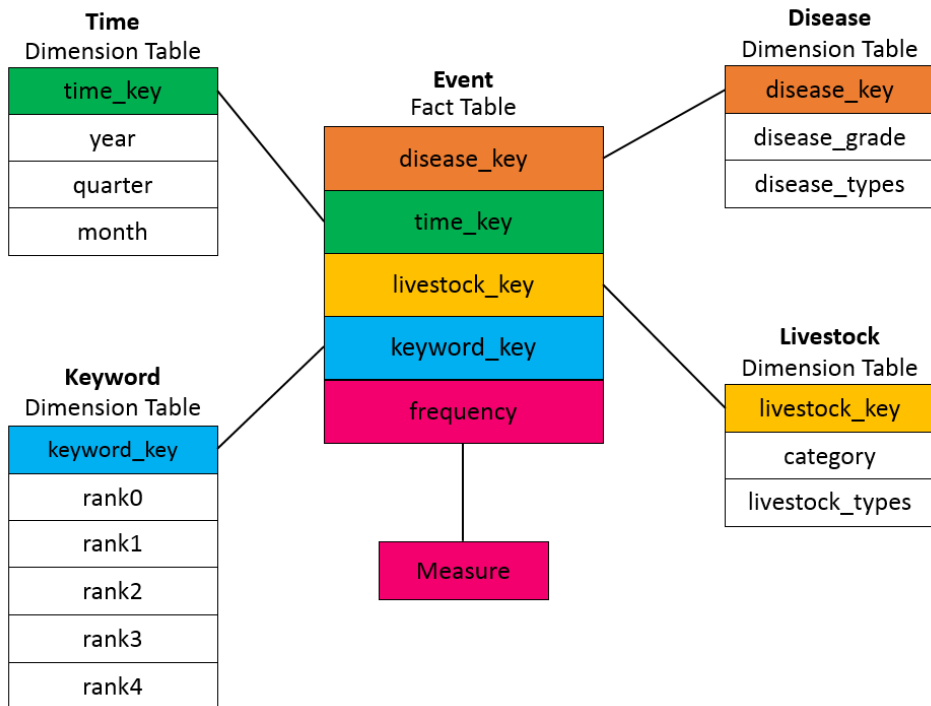 Time
Dimension Table
time_key
year
quarter
month
Keyword
Dimension Table
keyword_key
rank0
rank1
rank2
rank3
rank4
Event
Fact Table
disease_key
time_key
livestock_key
keyword_key
frequency
Measure
Disease
Dimension Table
disease_key
disease_grade
disease_types
Livestock
Dimension Table
livestock_key
category
livestock_types